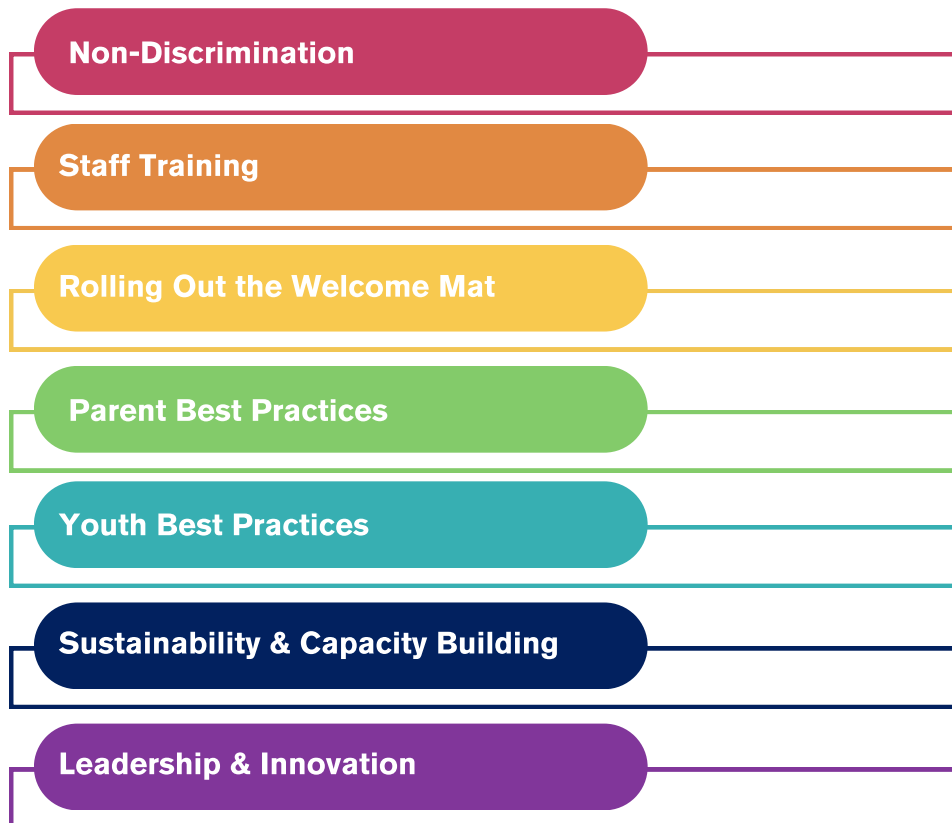 Non-Discrimination
Staff Training
Rolling Out the Welcome Mat
Parent Best Practices
Youth Best Practices
Sustainability & Capacity Building
Leadership & Innovation